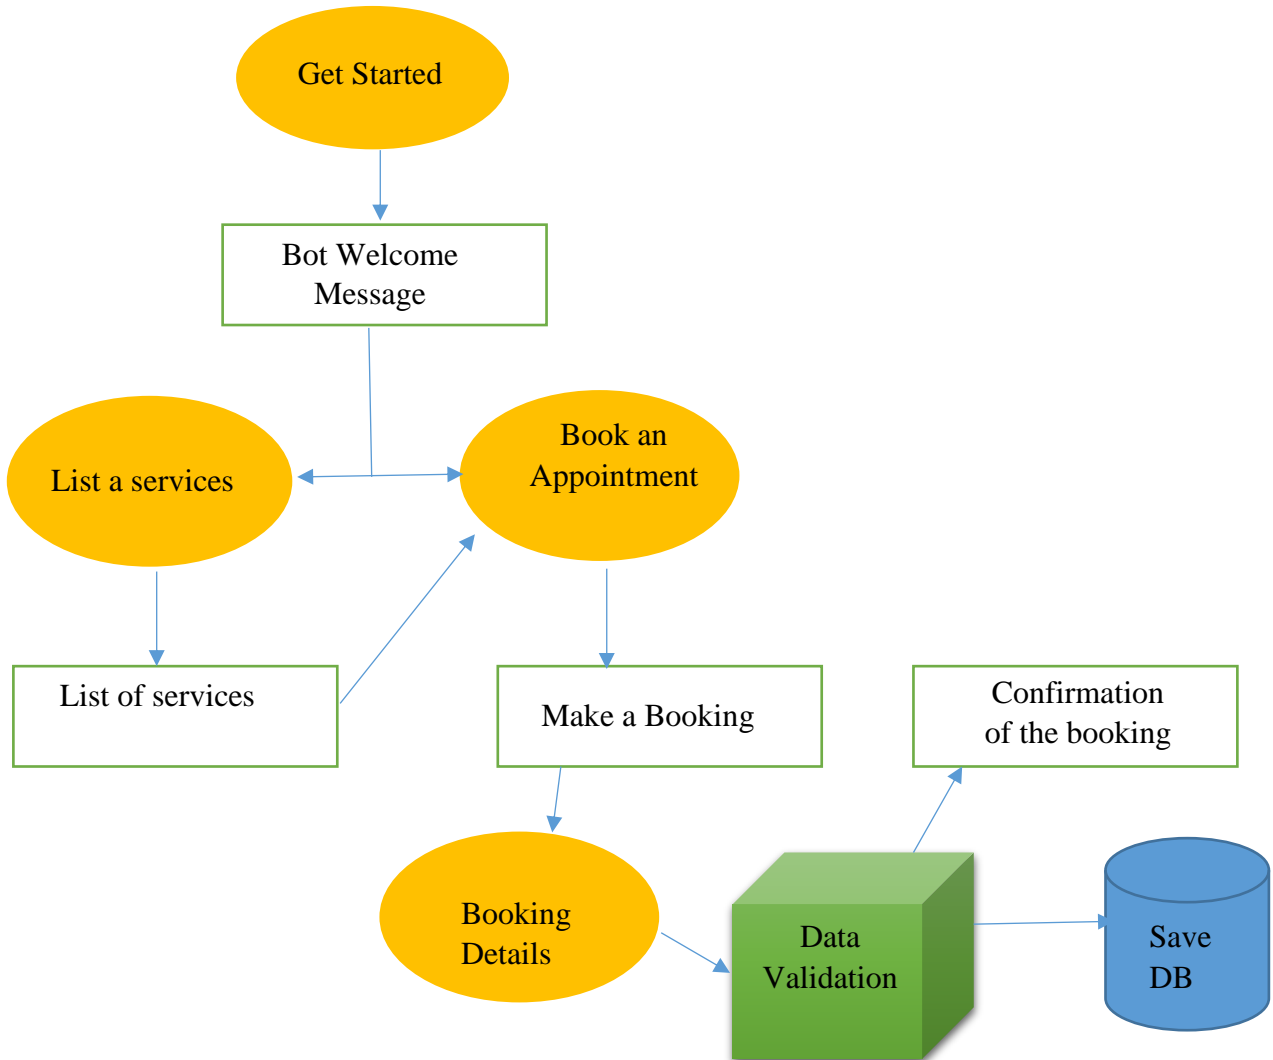 Get Started
Bot Welcome
Message
List a services
Book an
Appointment
List of services
Make a Booking
Confirmation
of the booking
Booking
Details
Data
Validation
Save
DB